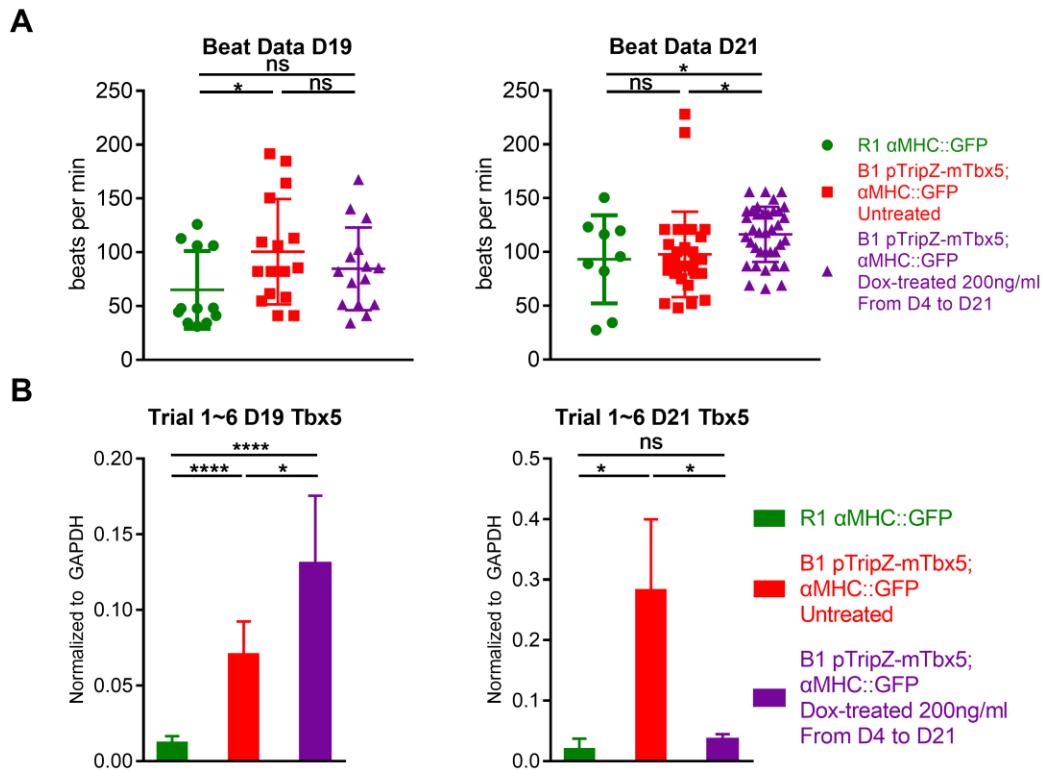 A
Beat Data D19
ns
*
ns
beats per min
250
200
150
100
50
0
Beat Data D21
*
ns
*
beats per min
250
200
150
100
50
0
R1 αMHC::GFP
B1 pTripZ-mTbx5;
αMHC::GFP
Untreated
B1 pTripZ-mTbx5;
αMHC::GFP
Dox-treated 200ng/ml
From D4 to D21
B
Trial 1~6 D19 Tbx5
****
****
*
Normalized to GAPDH
0.20
0.15
0.10
0.05
0.00
Trial 1~6 D21 Tbx5
ns
*
*
Normalized to GAPDH
0.5
0.4
0.3
0.2
0.1
0.0
R1 αMHC::GFP
B1 pTripZ-mTbx5;
αMHC::GFP
Untreated
B1 pTripZ-mTbx5;
αMHC::GFP
Dox-treated 200ng/ml
From D4 to D21